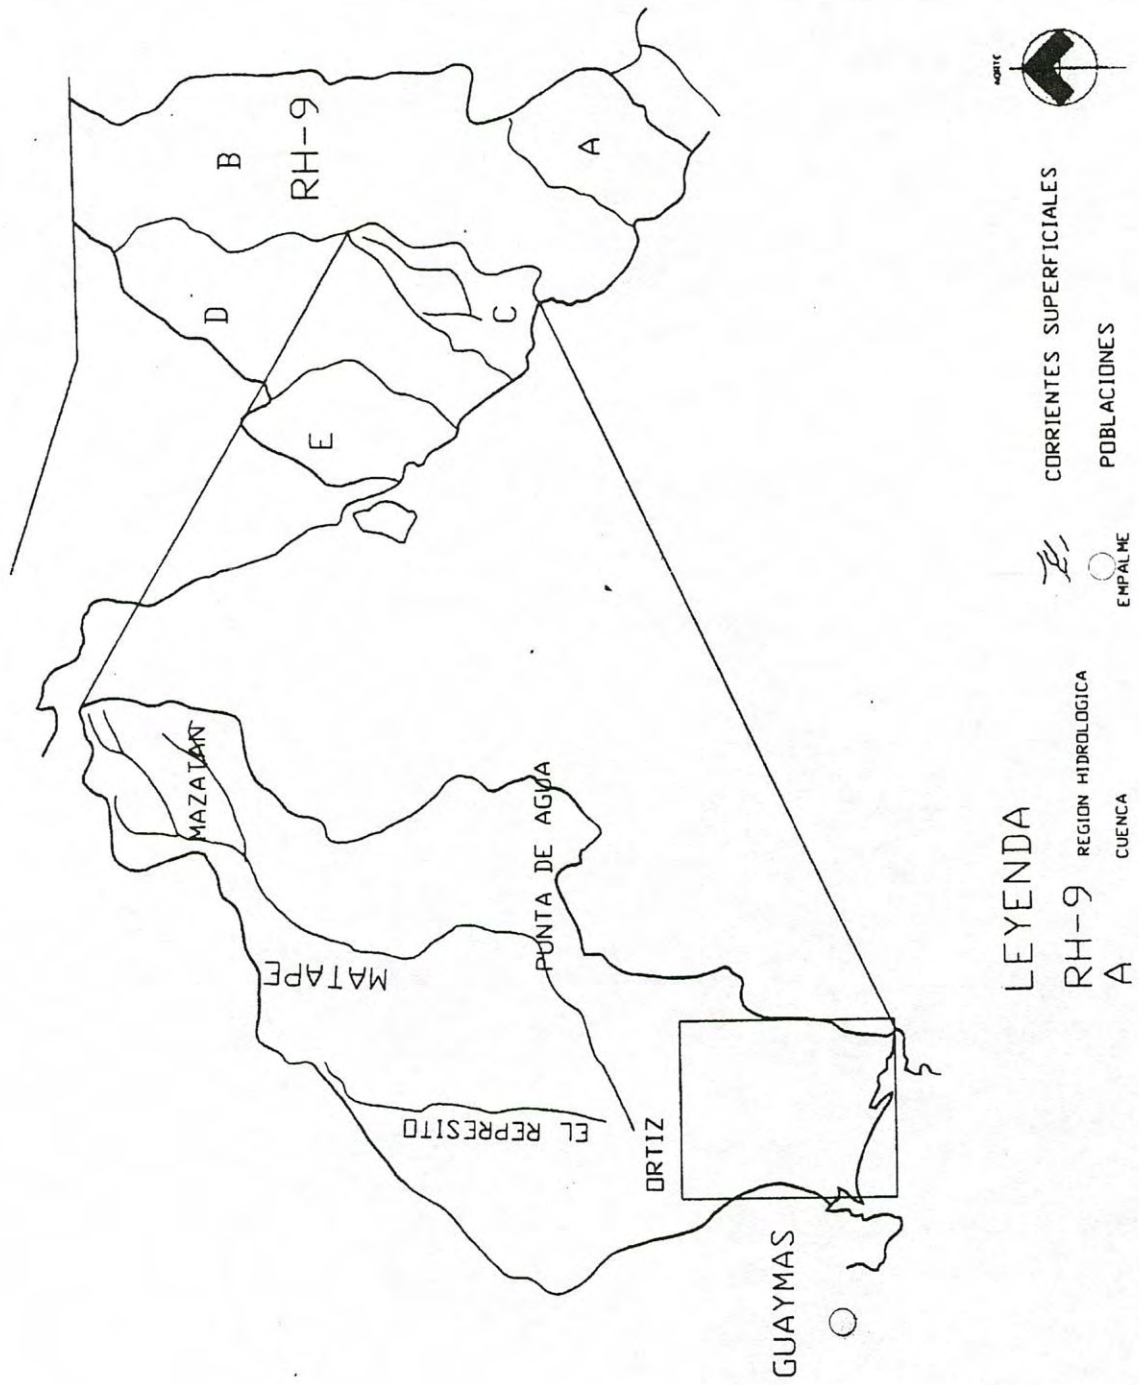 NORTE
B
RH-9
A
D
C
E
MAZATAN
MATAPE
PUNTA DE AGUA
EL REPRESITO
ORTIZ
GUAYMAS
LEYENDA
RH-9 REGION HIDROLOGICA
A CUENCA
CORRIENTES SUPERFICIALES
EMPALME POBLACIONES